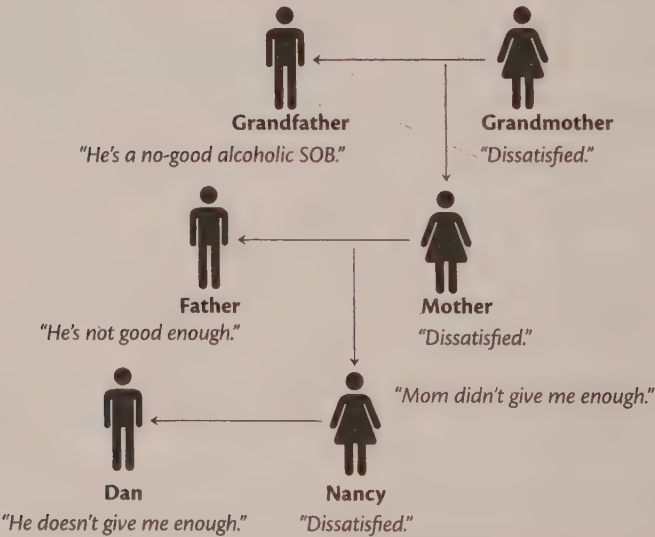 Grandfather Grandmother
"He's a no-good alcoholic SOB." "Dissatisfied."
Father Mother
"He's not good enough." "Dissatisfied."
"Mom didn't give me enough."
Dan Nancy
"He doesn't give me enough." "Dissatisfied."